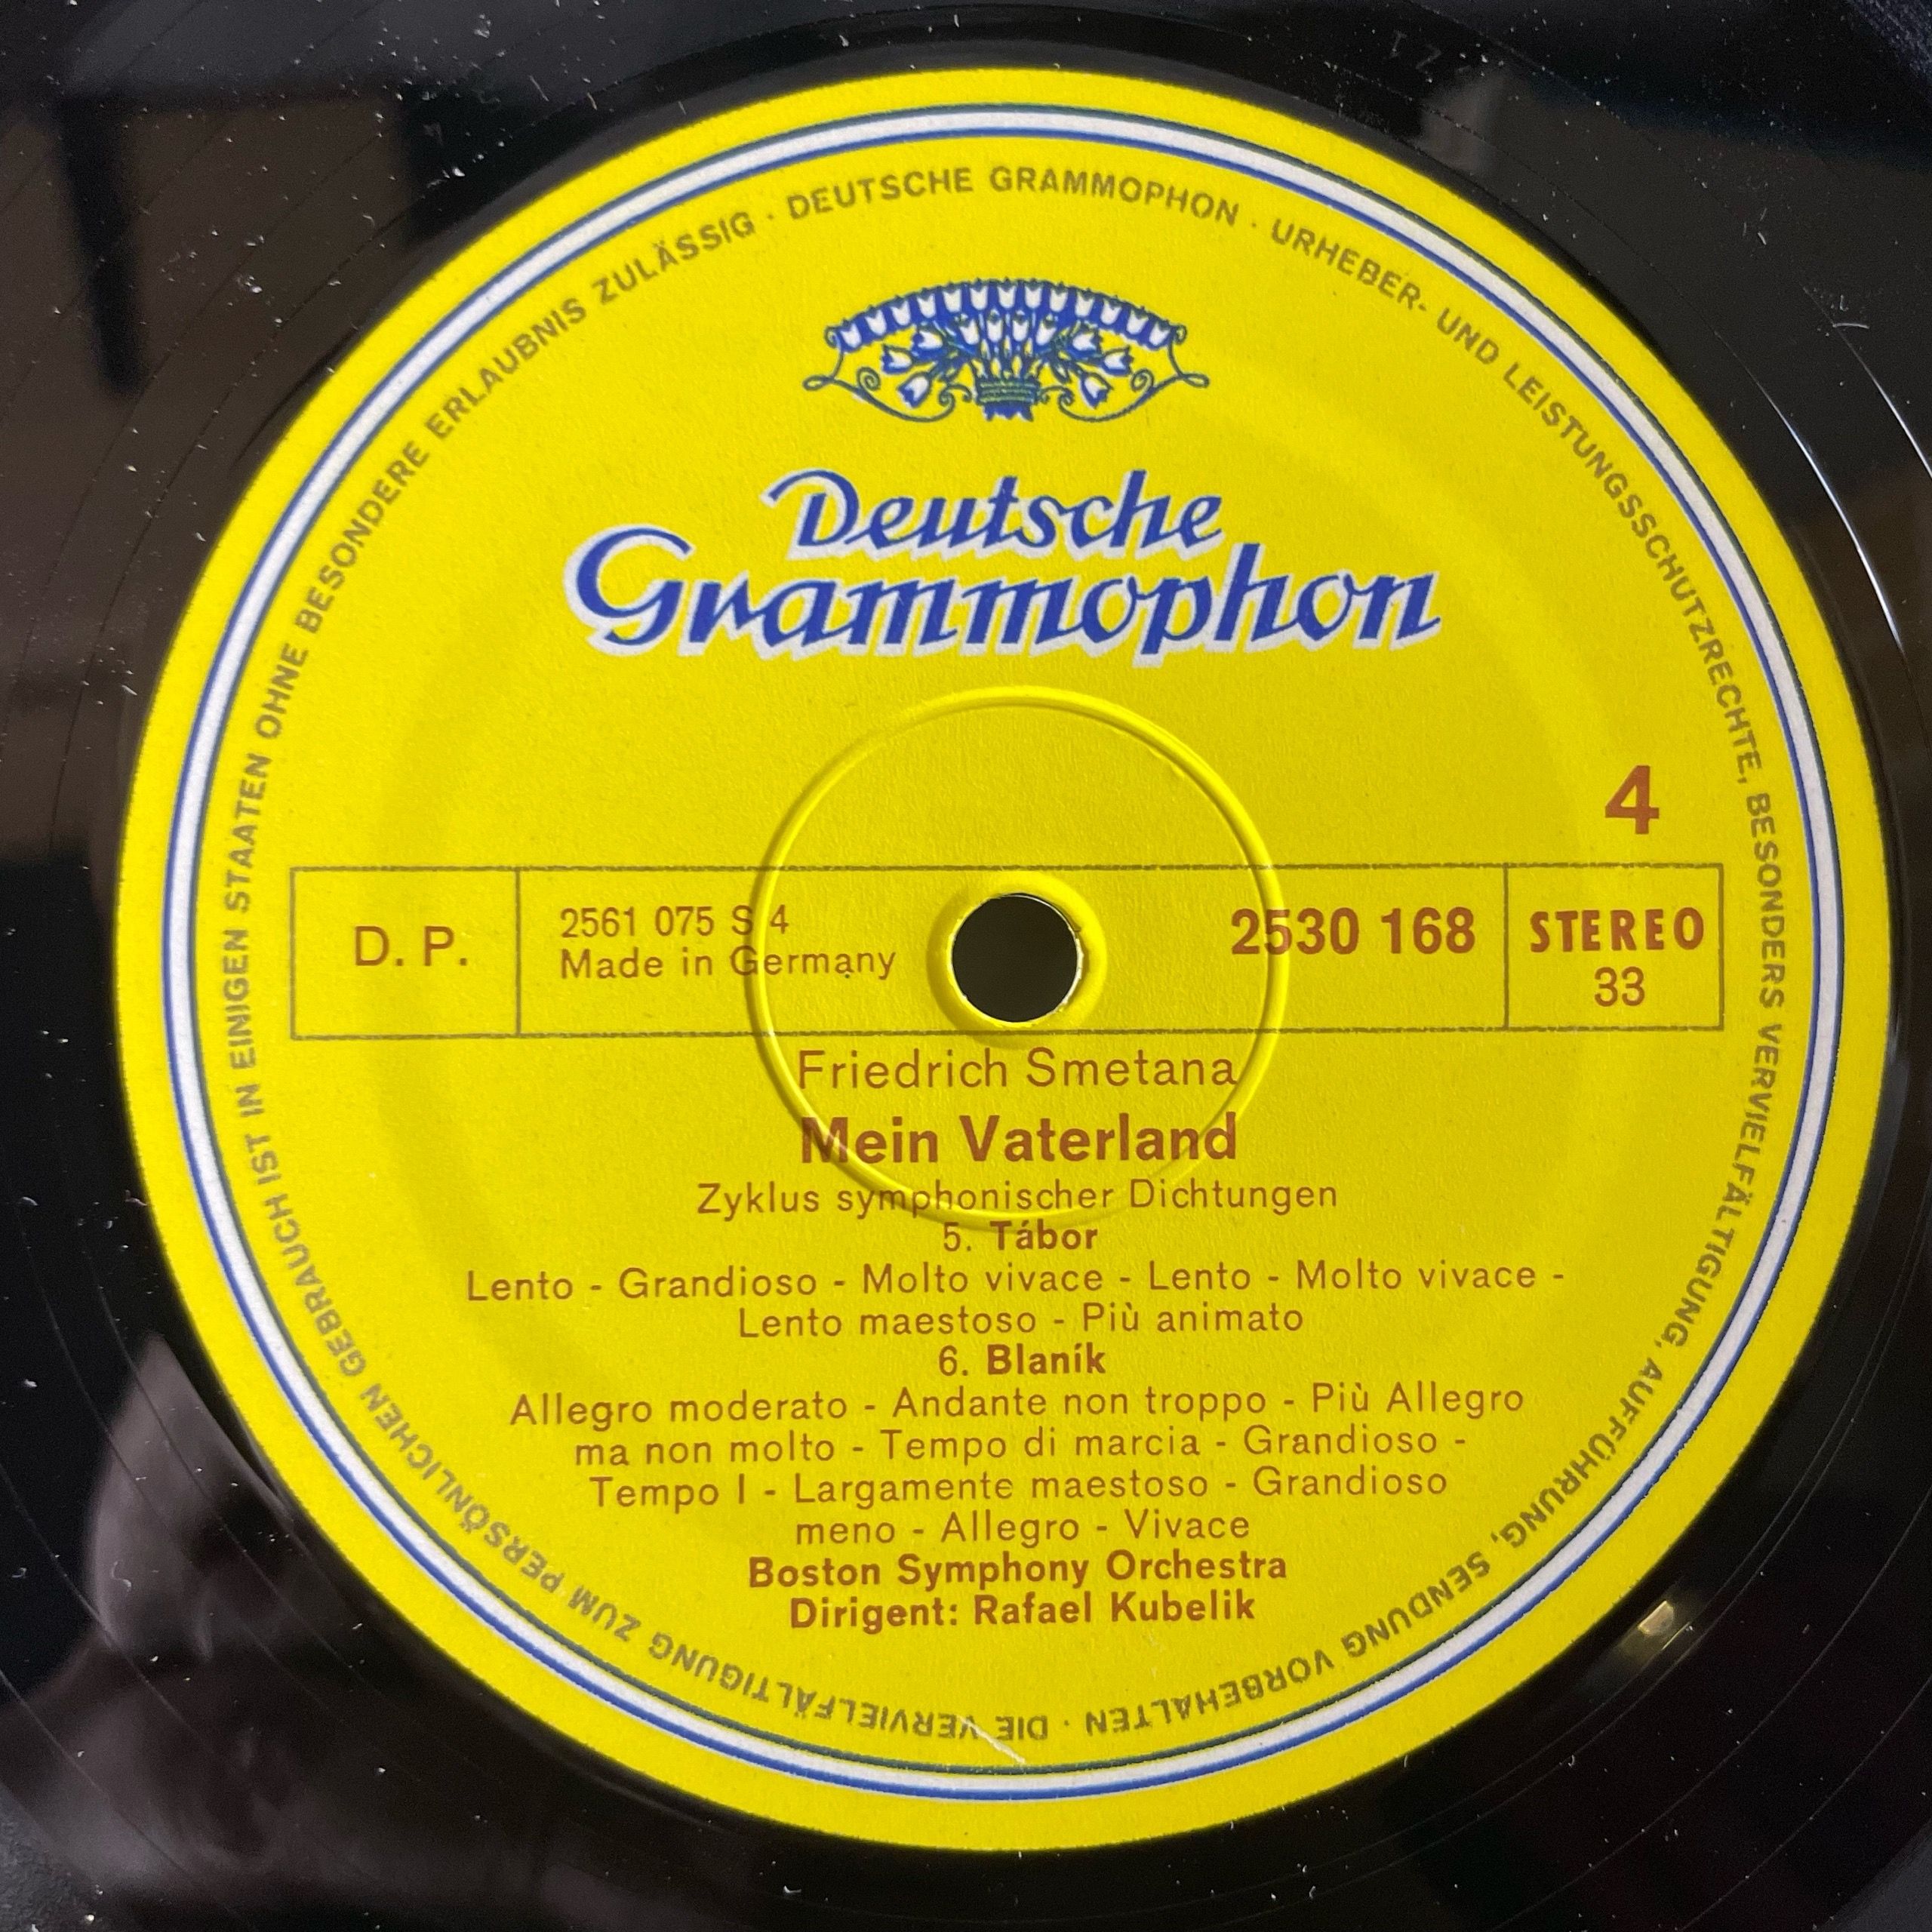 DEUTSCHE GRAMMOPHON · URHEBER- UND LEISTUNGSSCHUTZRECHTE, BESONDERS VERVIELFÄLTIGUNG, AUFFÜHRUNG, SENDUNG VORBEHALTEN · DIE VERVIELFÄLTIGUNG ZUM PERSÖNLICHEN GEBRAUCH IST IN EINIGEN STAATEN OHNE BESONDERE ERLAUBNIS ZULÄSSIG ·
Deutsche
Grammophon
4
D. P.
2561 075 S 4
Made in Germany
2530 168
STEREO
33
Friedrich Smetana
Mein Vaterland
Zyklus symphonischer Dichtungen
5. Tábor
Lento - Grandioso - Molto vivace - Lento - Molto vivace -
Lento maestoso - Più animato
6. Blaník
Allegro moderato - Andante non troppo - Più Allegro
ma non molto - Tempo di marcia - Grandioso -
Tempo I - Largamente maestoso - Grandioso
meno - Allegro - Vivace
Boston Symphony Orchestra
Dirigent: Rafael Kubelik